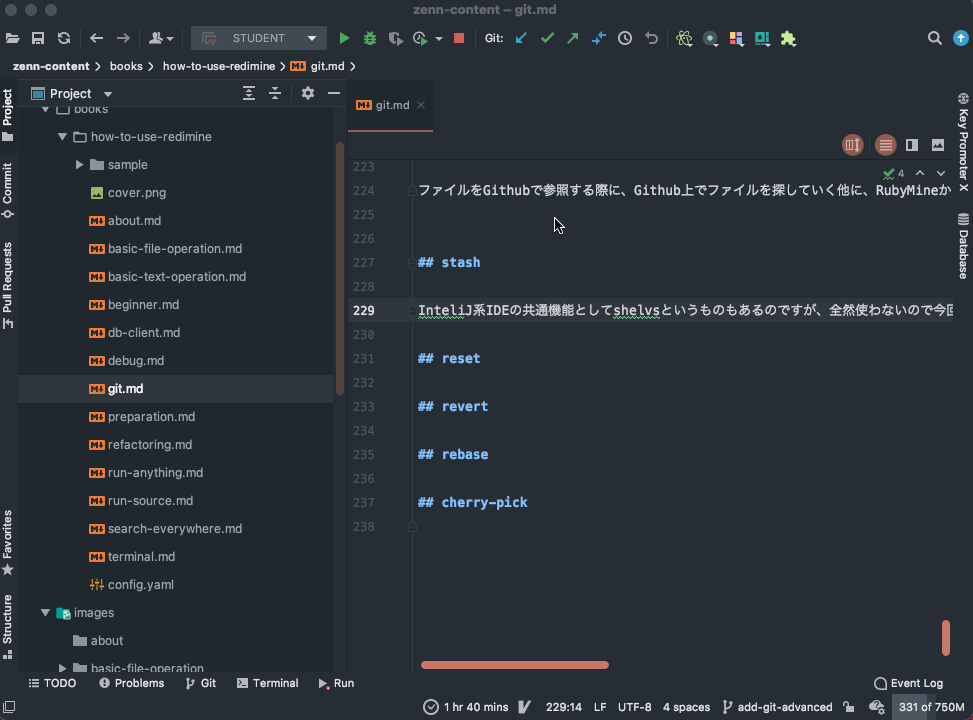 zenn-content – git.md
STUDENT
Git:
zenn-content
books
how-to-use-redimine
git.md
Project
git.md
books
how-to-use-redimine
sample
cover.png
about.md
basic-file-operation.md
basic-text-operation.md
beginner.md
db-client.md
debug.md
git.md
preparation.md
refactoring.md
run-anything.md
run-source.md
search-everywhere.md
terminal.md
config.yaml
images
about
basic-file-operation
Project
Commit
Pull Requests
Favorites
Structure
4
223
224 ファイルをGithubで参照する際に、Github上でファイルを探していく他に、RubyMineか
225
226
227 ## stash
228
229 InteliJ系IDEの共通機能としてshelvsというものもあるのですが、全然使わないので今回
230
231 ## reset
232
233 ## revert
234
235 ## rebase
236
237 ## cherry-pick
238
Key Promoter X
Database
TODO
Problems
Git
Terminal
Run
Event Log
1 hr 40 mins
229:14
LF
UTF-8
4 spaces
add-git-advanced
331 of 750M